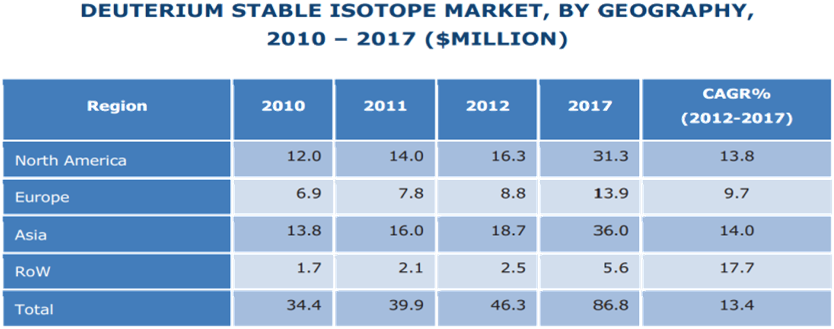 DEUTERIUM STABLE ISOTOPE MARKET, BY GEOGRAPHY,
2010 – 2017 ($MILLION)
Region 2010 2011 2012 2017 CAGR% (2012-2017)
North America 12.0 14.0 16.3 31.3 13.8
Europe 6.9 7.8 8.8 13.9 9.7
Asia 13.8 16.0 18.7 36.0 14.0
RoW 1.7 2.1 2.5 5.6 17.7
Total 34.4 39.9 46.3 86.8 13.4